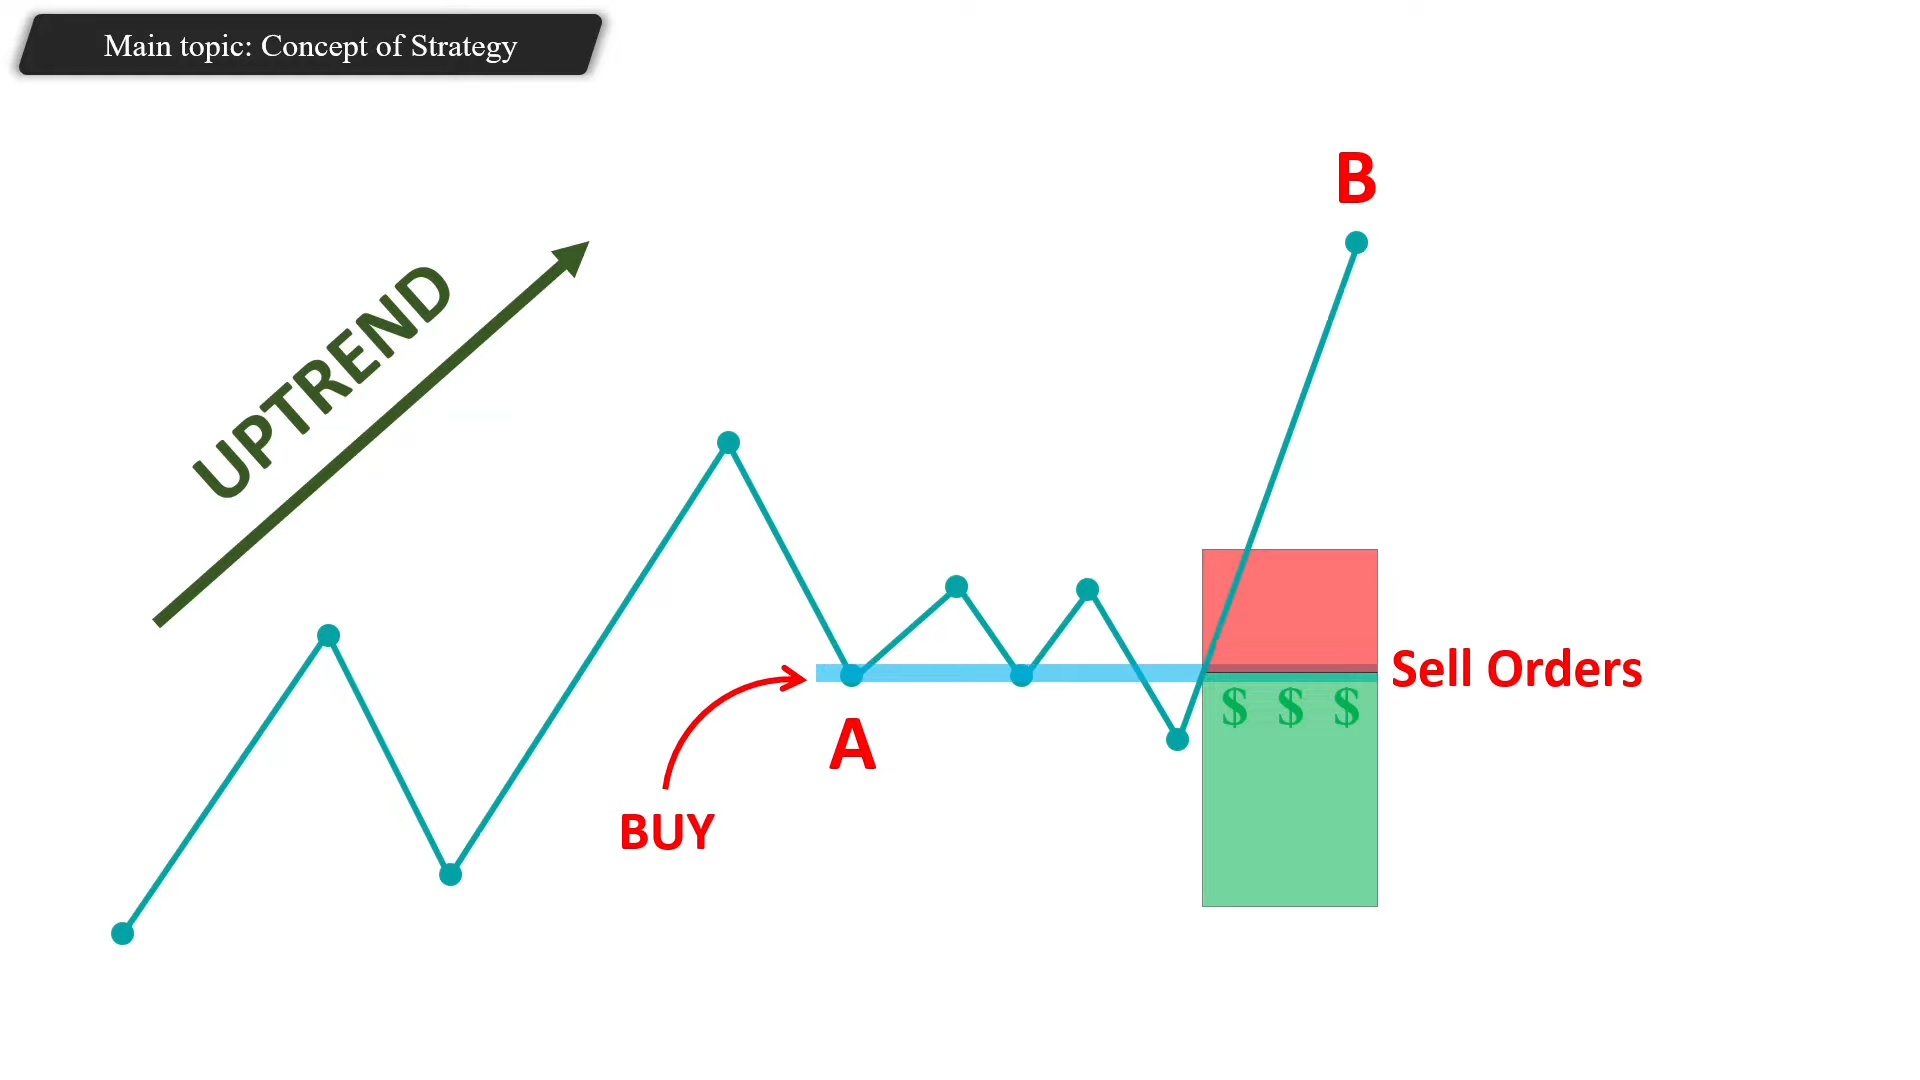 Main topic: Concept of Strategy
B
UPTREND
Sell Orders
$ $ $
A
BUY